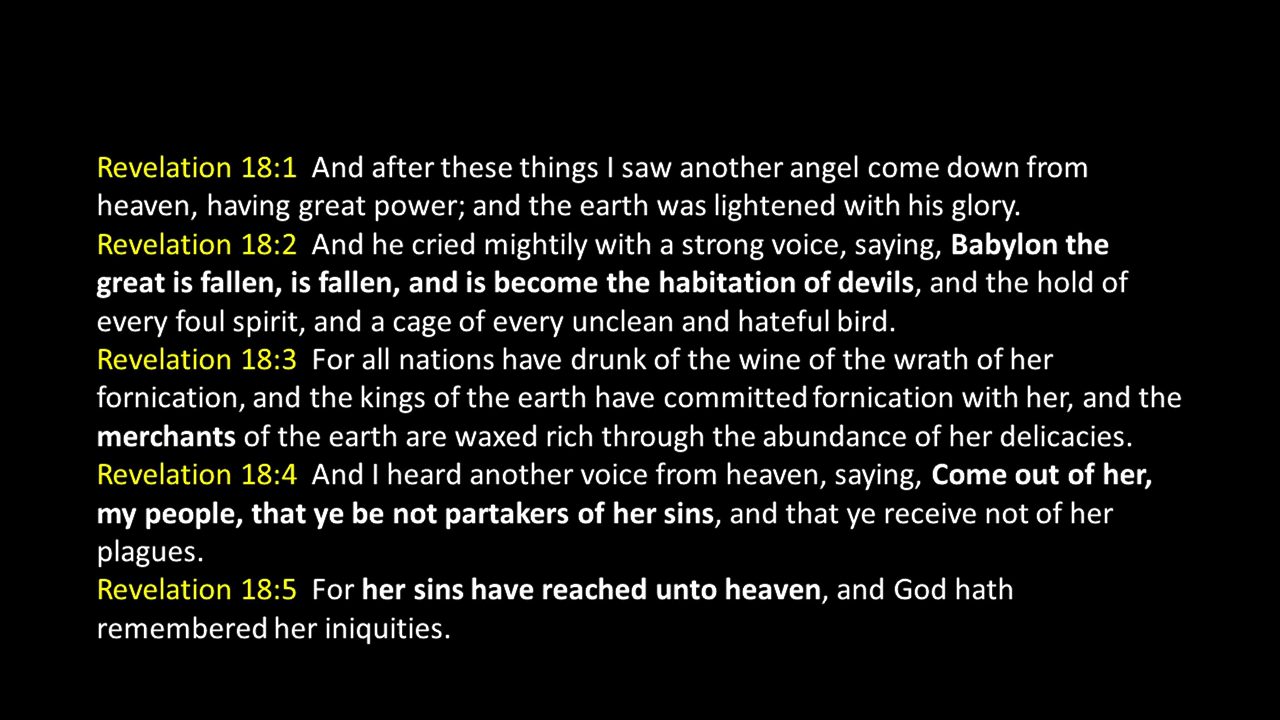 Revelation 18:1  And after these things I saw another angel come down from
heaven, having great power; and the earth was lightened with his glory.
Revelation 18:2  And he cried mightily with a strong voice, saying, Babylon the
great is fallen, is fallen, and is become the habitation of devils, and the hold of
every foul spirit, and a cage of every unclean and hateful bird.
Revelation 18:3  For all nations have drunk of the wine of the wrath of her
fornication, and the kings of the earth have committed fornication with her, and the
merchants of the earth are waxed rich through the abundance of her delicacies.
Revelation 18:4  And I heard another voice from heaven, saying, Come out of her,
my people, that ye be not partakers of her sins, and that ye receive not of her
plagues.
Revelation 18:5  For her sins have reached unto heaven, and God hath
remembered her iniquities.